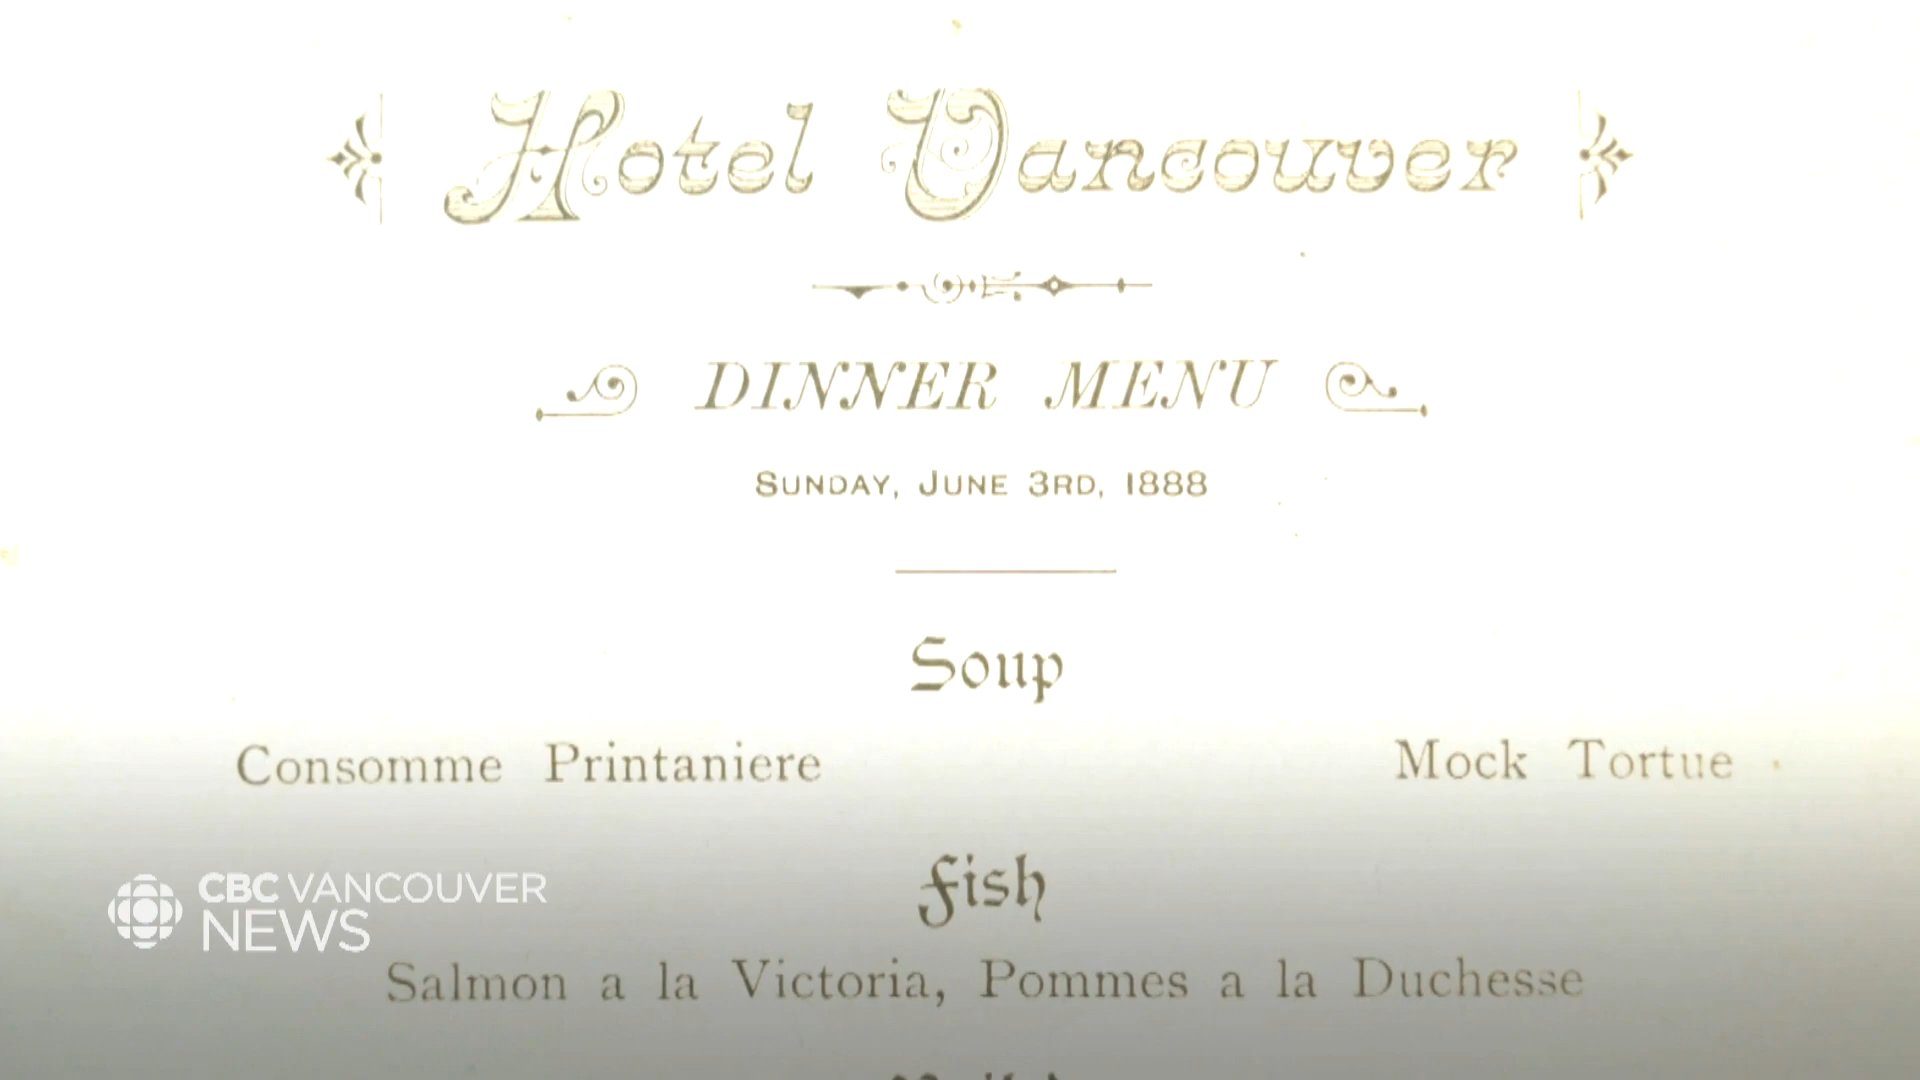 Hotel Vancouver
DINNER MENU
SUNDAY, JUNE 3RD, 1888
Soup
Consomme Printaniere Mock Tortue
Fish
CBC VANCOUVER
NEWS
Salmon a la Victoria, Pommes a la Duchesse